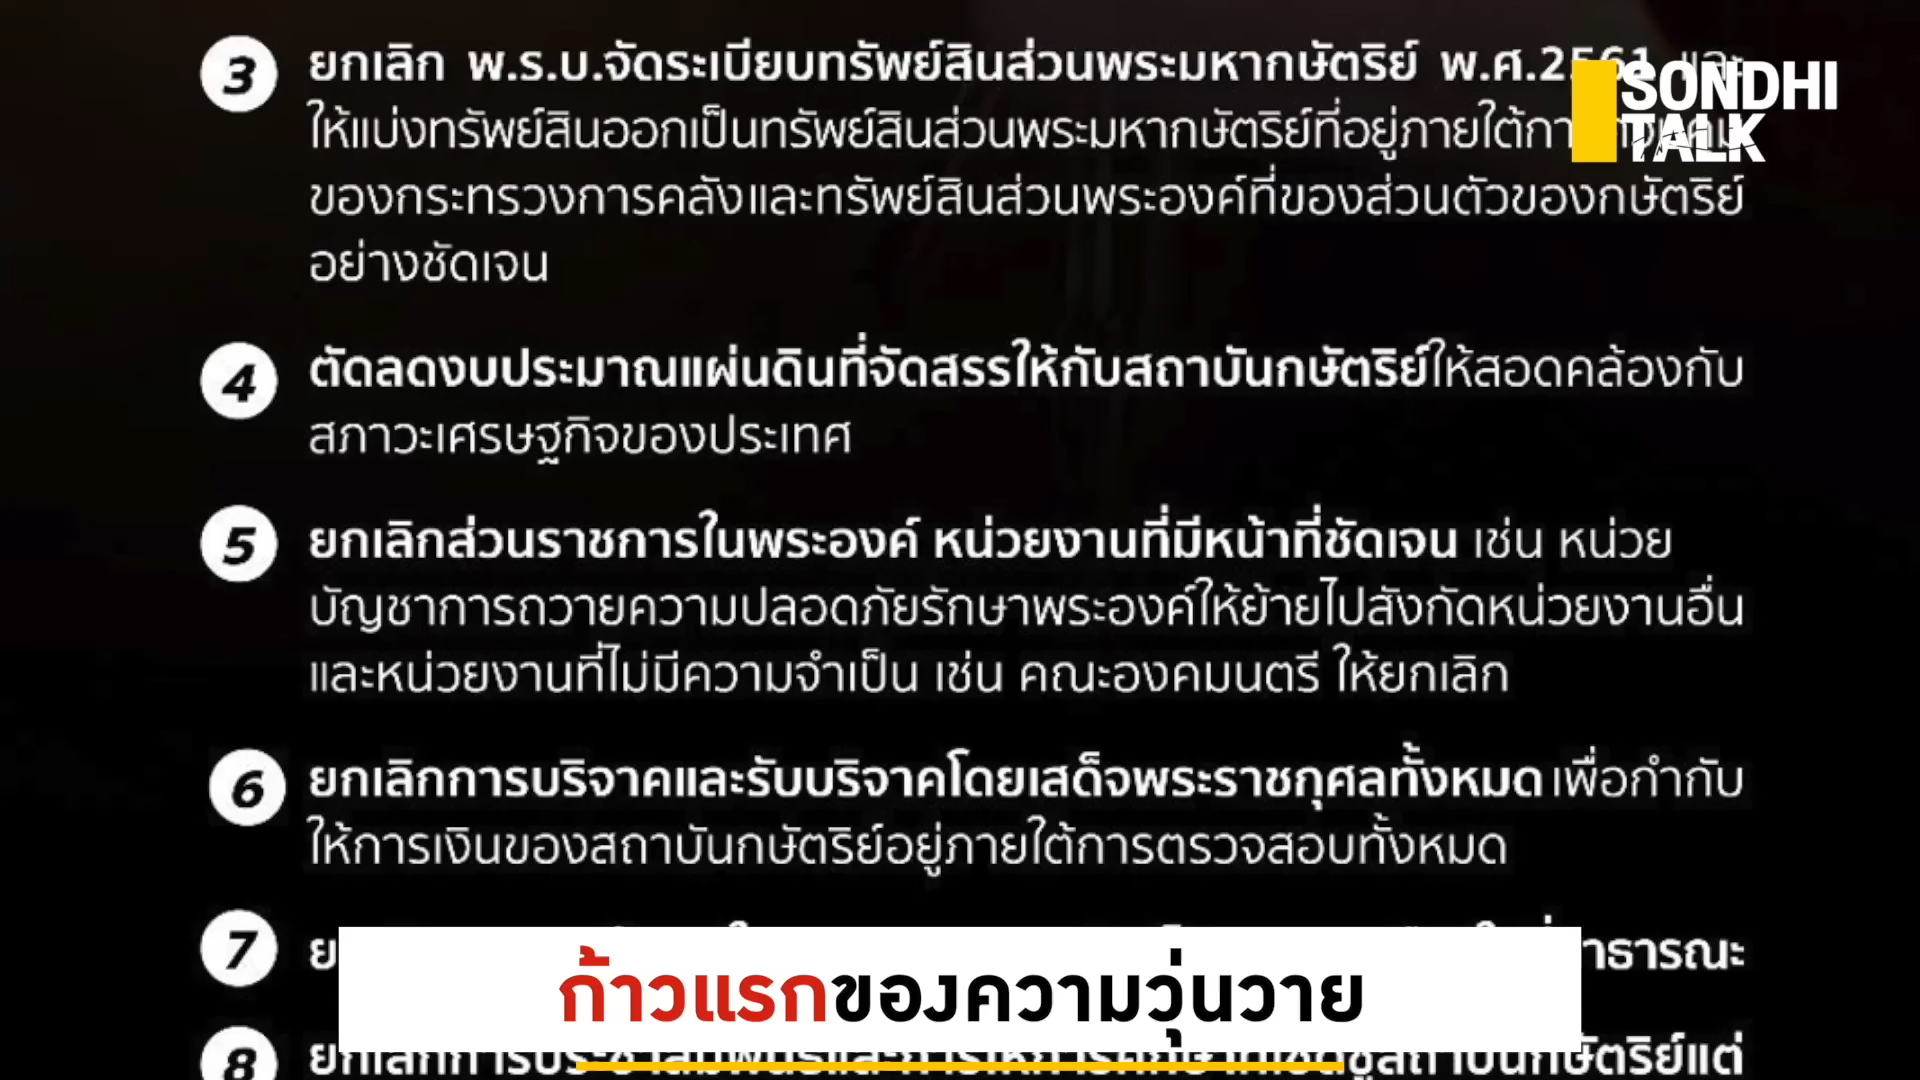 3 ยกเลิก พ.ร.บ.จัดระเบียบทรัพย์สินส่วนพระมหากษัตริย์ พ.ศ.2561 และ
SONDHI
ให้แบ่งทรัพย์สินออกเป็นทรัพย์สินส่วนพระมหากษัตริย์ที่อยู่ภายใต้
TALK
ของกระทรวงการคลังและทรัพย์สินส่วนพระองค์ที่ของส่วนตัวของกษัตริย์
อย่างชัดเจน
4 ตัดลดงบประมาณแผ่นดินที่จัดสรรให้กับสถาบันกษัตริย์ให้สอดคล้องกับ
สภาวะเศรษฐกิจของประเทศ
5 ยกเลิกส่วนราชการในพระองค์ หน่วยงานที่มีหน้าที่ชัดเจน เช่น หน่วย
บัญชาการถวายความปลอดภัยรักษาพระองค์ให้ย้ายไปสังกัดหน่วยงานอื่น
และหน่วยงานที่ไม่มีความจำเป็น เช่น คณะองคมนตรี ให้ยกเลิก
6 ยกเลิกการบริจาคและรับบริจาคโดยเสด็จพระราชกุศลทั้งหมด เพื่อกำกับ
ให้การเงินของสถาบันกษัตริย์อยู่ภายใต้การตรวจสอบทั้งหมด
7
ก้าวแรกของความวุ่นวาย
8